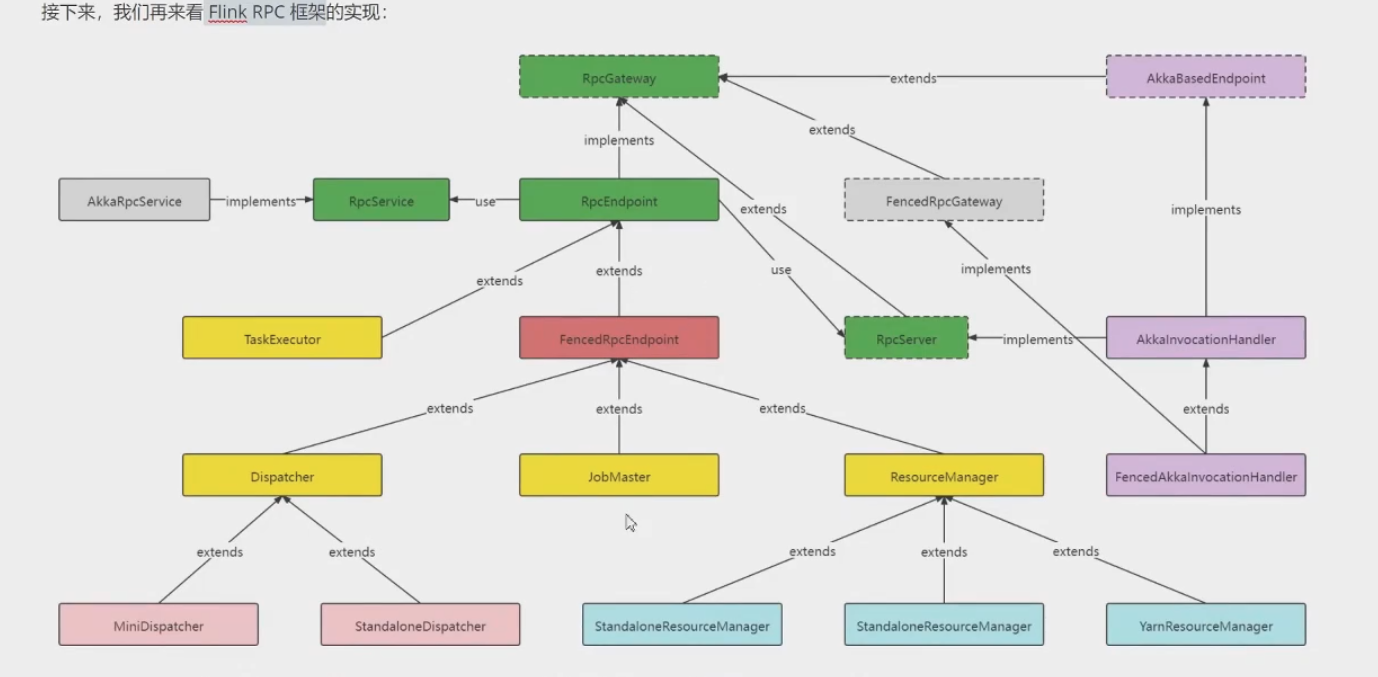 接下来，我们再来看 Flink RPC 框架的实现：
RpcGateway
extends
AkkaBasedEndpoint
extends
implements
AkkaRpcService
implements
RpcService
use
RpcEndpoint
extends
FencedRpcGateway
implements
extends
extends
use
implements
TaskExecutor
FencedRpcEndpoint
RpcServer
implements
AkkaInvocationHandler
extends
extends
extends
extends
Dispatcher
JobMaster
ResourceManager
FencedAkkaInvocationHandler
extends
extends
extends
extends
extends
MiniDispatcher
StandaloneDispatcher
StandaloneResourceManager
StandaloneResourceManager
YarnResourceManager